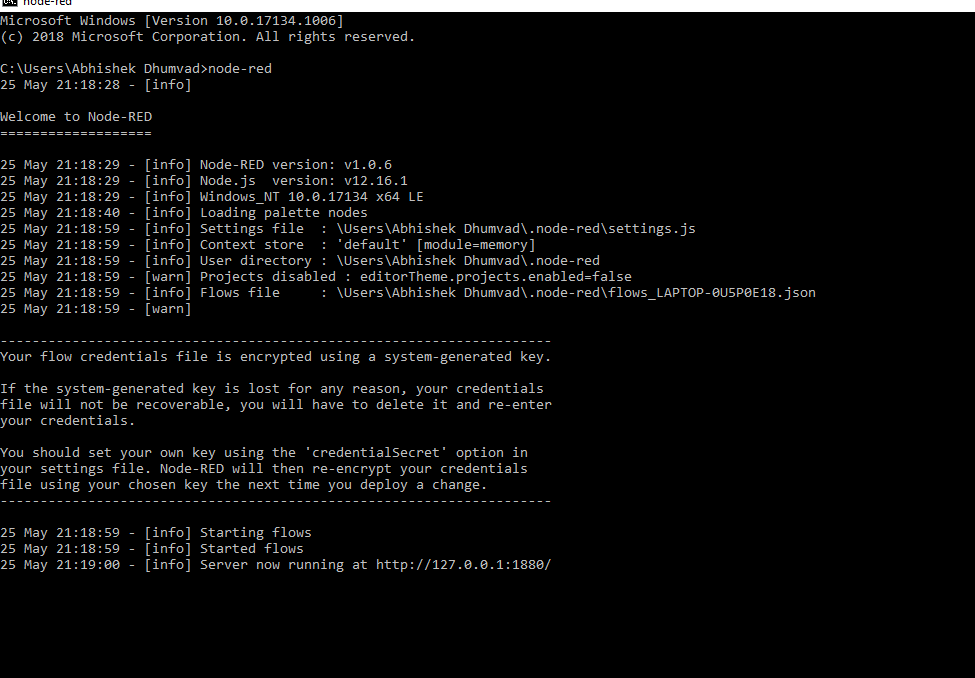 node-red
Microsoft Windows [Version 10.0.17134.1006]
(c) 2018 Microsoft Corporation. All rights reserved.
C:\Users\Abhishek Dhumvad>node-red
25 May 21:18:28 - [info]
Welcome to Node-RED
===================
25 May 21:18:29 - [info] Node-RED version: v1.0.6
25 May 21:18:29 - [info] Node.js  version: v12.16.1
25 May 21:18:29 - [info] Windows_NT 10.0.17134 x64 LE
25 May 21:18:40 - [info] Loading palette nodes
25 May 21:18:59 - [info] Settings file  : \Users\Abhishek Dhumvad\.node-red\settings.js
25 May 21:18:59 - [info] Context store  : 'default' [module=memory]
25 May 21:18:59 - [info] User directory : \Users\Abhishek Dhumvad\.node-red
25 May 21:18:59 - [warn] Projects disabled : editorTheme.projects.enabled=false
25 May 21:18:59 - [info] Flows file     : \Users\Abhishek Dhumvad\.node-red\flows_LAPTOP-0U5P0E18.json
25 May 21:18:59 - [warn]
---------------------------------------------------------------------
Your flow credentials file is encrypted using a system-generated key.
If the system-generated key is lost for any reason, your credentials
file will not be recoverable, you will have to delete it and re-enter
your credentials.
You should set your own key using the 'credentialSecret' option in
your settings file. Node-RED will then re-encrypt your credentials
file using your chosen key the next time you deploy a change.
---------------------------------------------------------------------
25 May 21:18:59 - [info] Starting flows
25 May 21:18:59 - [info] Started flows
25 May 21:19:00 - [info] Server now running at http://127.0.0.1:1880/